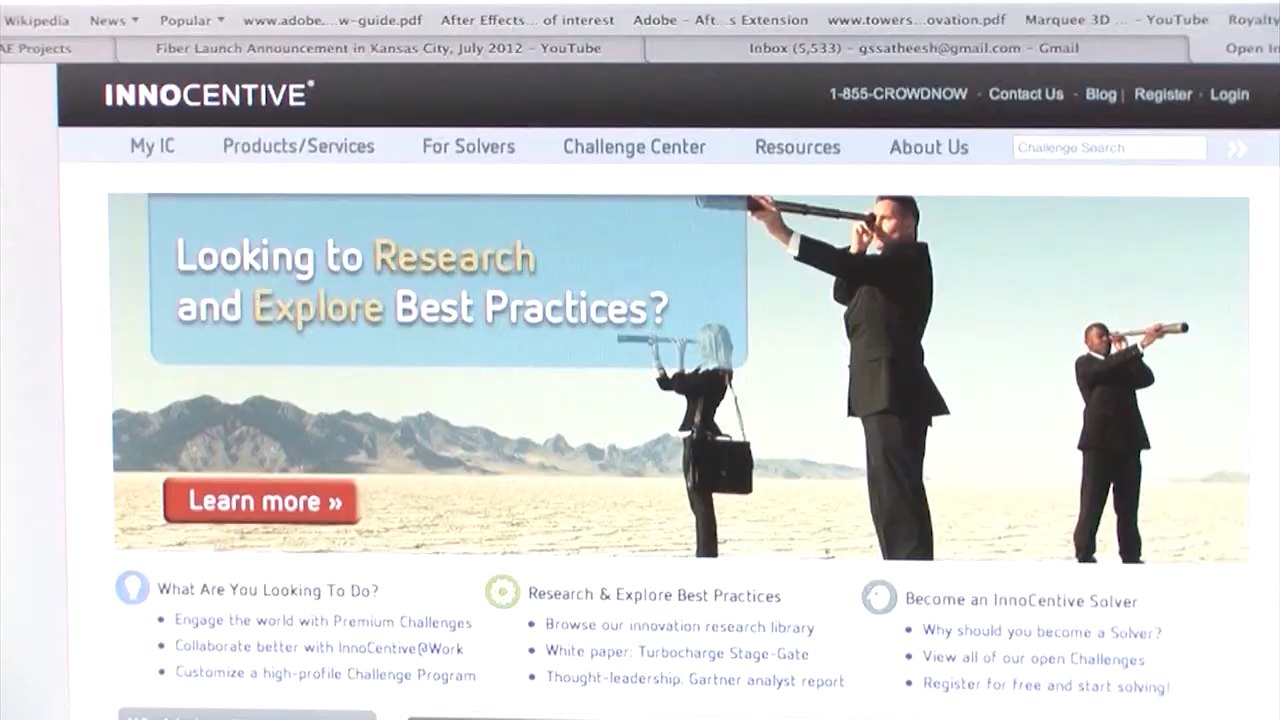 Wikipedia News Popular www.adobe....w-guide.pdf After Effects... of interest Adobe – Aft...s Extension www.towers...ovation.pdf Marquee 3D ... – YouTube Royalty
AE Projects Fiber Launch Announcement in Kansas City, July 2012 – YouTube Inbox (5,533) – gssatheesh@gmail.com – Gmail Open In
INNOCENTIVE® 1-855-CROWDNOW · Contact Us · Blog | Register · Login
My IC Products/Services For Solvers Challenge Center Resources About Us Challenge Search »
Looking to Research
and Explore Best Practices?
Learn more »
What Are You Looking To Do?
• Engage the world with Premium Challenges
• Collaborate better with InnoCentive@Work
• Customize a high-profile Challenge Program
Research & Explore Best Practices
• Browse our innovation research library
• White paper: Turbocharge Stage-Gate
• Thought-leadership: Gartner analyst report
Become an InnoCentive Solver
• Why should you become a Solver?
• View all of our open Challenges
• Register for free and start solving!